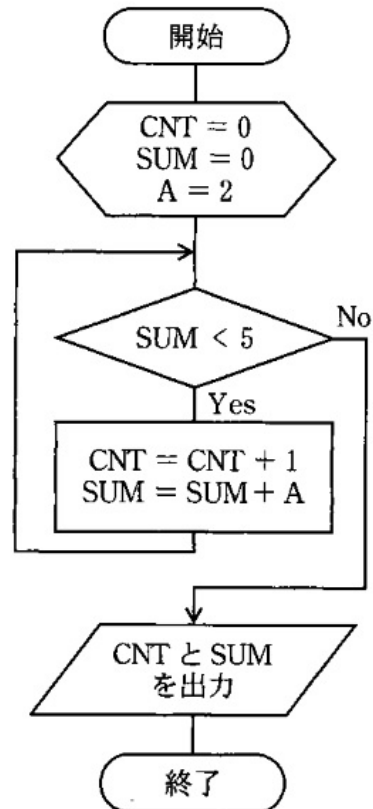 開始
CNT = 0
SUM = 0
A = 2
SUM < 5
No
Yes
CNT = CNT + 1
SUM = SUM + A
CNT と SUM
を出力
終了